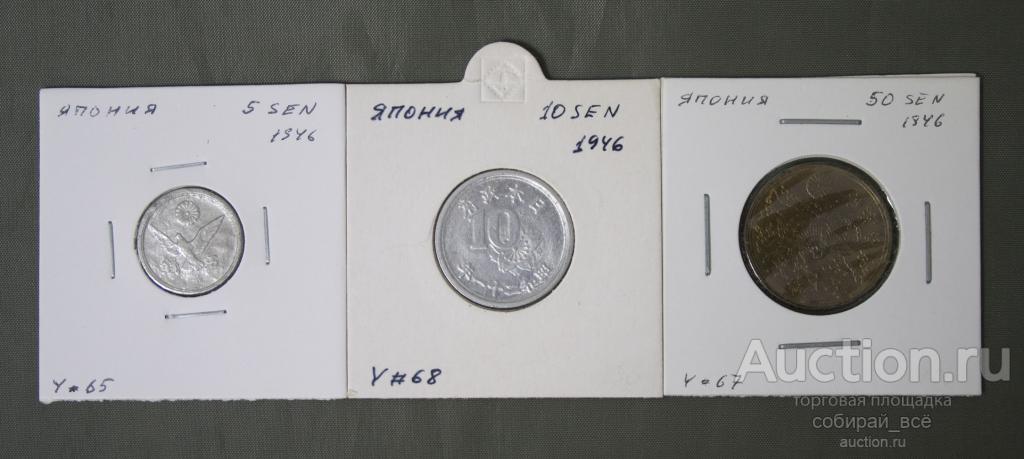 ЯПОНИЯ 5 SEN
1946
Y#65
ЯПОНИЯ 10 SEN
1946
10
Y#68
ЯПОНИЯ 50 SEN
1946
Y#67
Auction.ru
торговая площадка
собирай_всё
auction.ru